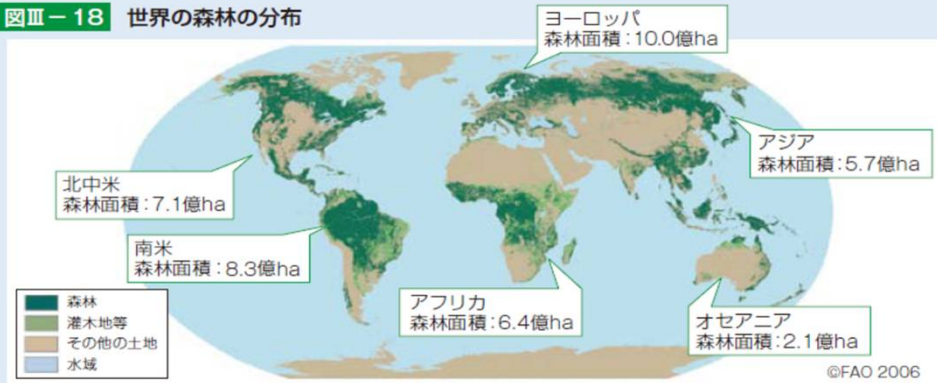 図Ⅲ－18 世界の森林の分布
ヨーロッパ
森林面積：10.0億ha
アジア
森林面積：5.7億ha
北中米
森林面積：7.1億ha
南米
森林面積：8.3億ha
アフリカ
森林面積：6.4億ha
オセアニア
森林面積：2.1億ha
森林
灌木地等
その他の土地
水域
©FAO 2006